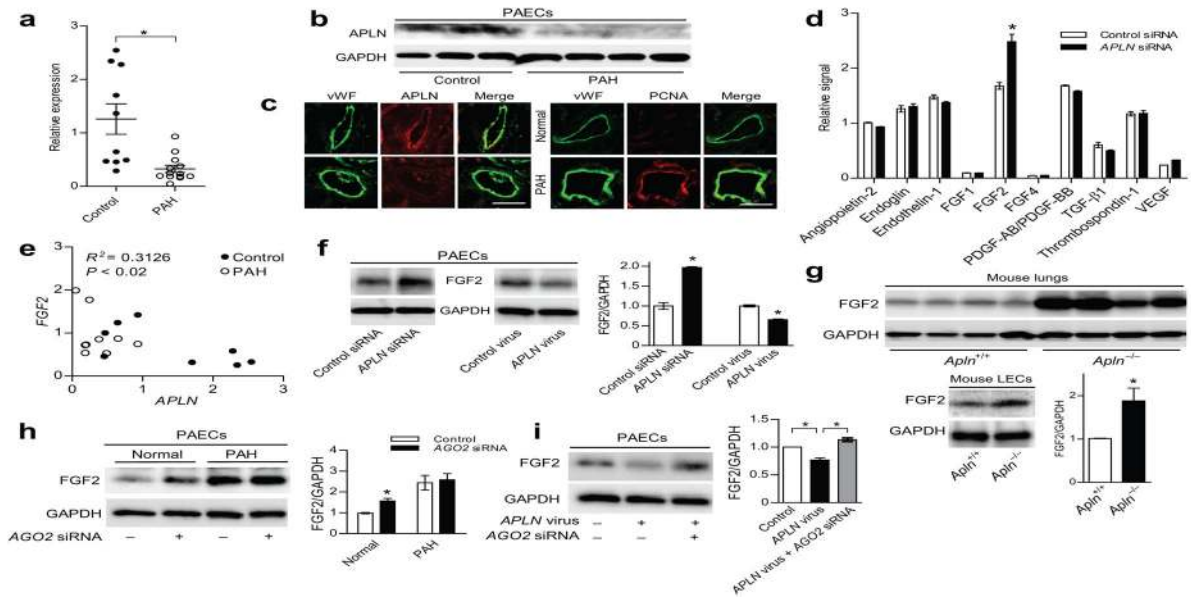 a
3
2
1
0
Relative expression
*
Control
PAH
b
PAECs
APLN
GAPDH
Control
PAH
c
vWF
APLN
Merge
vWF
PCNA
Merge
Normal
PAH
d
Control siRNA
APLN siRNA
3
2
1
0
Relative signal
*
Angiopoietin-2
Endoglin
Endothelin-1
FGF1
FGF2
FGF4
PDGF-AB/PDGF-BB
TGF-β1
Thrombospondin-1
VEGF
e
3
2
1
0
FGF2
R² = 0.3126
P < 0.02
Control
PAH
0
1
2
3
APLN
f
PAECs
FGF2
GAPDH
Control siRNA
APLN siRNA
Control virus
APLN virus
FGF2/GAPDH
2.0
1.5
1.0
0.5
0
*
*
Control siRNA
APLN siRNA
Control virus
APLN virus
g
Mouse lungs
FGF2
GAPDH
Apln+/+
Apln−/−
Mouse LECs
FGF2
GAPDH
Apln+/+
Apln−/−
FGF2/GAPDH
2
1
0
*
Apln+/+
Apln−/−
h
PAECs
Normal
PAH
FGF2
GAPDH
AGO2 siRNA
–
+
–
+
Control
AGO2 siRNA
FGF2/GAPDH
4
3
2
1
0
*
Normal
PAH
i
PAECs
FGF2
GAPDH
APLN virus
–
+
+
AGO2 siRNA
–
–
+
FGF2/GAPDH
1.5
1.0
0.5
0
*
*
Control
APLN virus
APLN virus + AGO2 siRNA